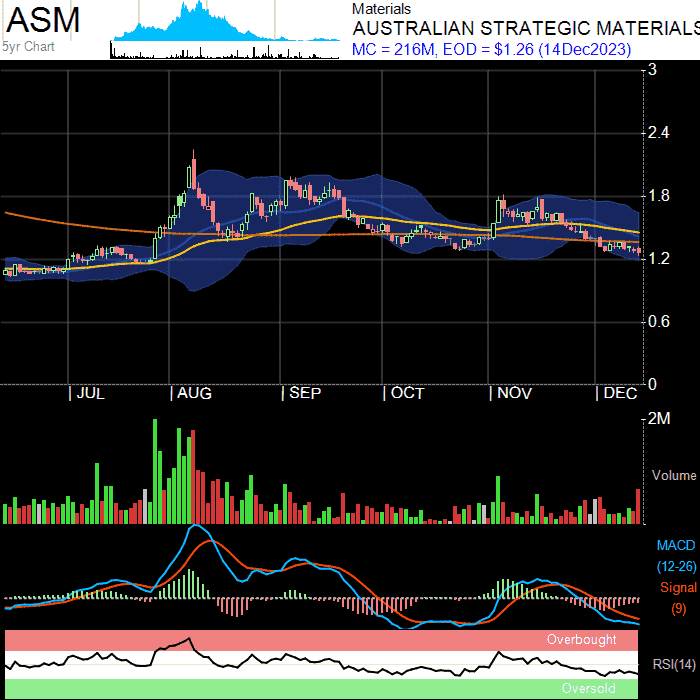 ASM
5yr Chart
Materials
AUSTRALIAN STRATEGIC MATERIALS
MC = 216M, EOD = $1.26 (14Dec2023)
3
2.4
1.8
1.2
0.6
0
JUL
AUG
SEP
OCT
NOV
DEC
2M
Volume
MACD
(12-26)
Signal
(9)
Overbought
RSI(14)
Oversold